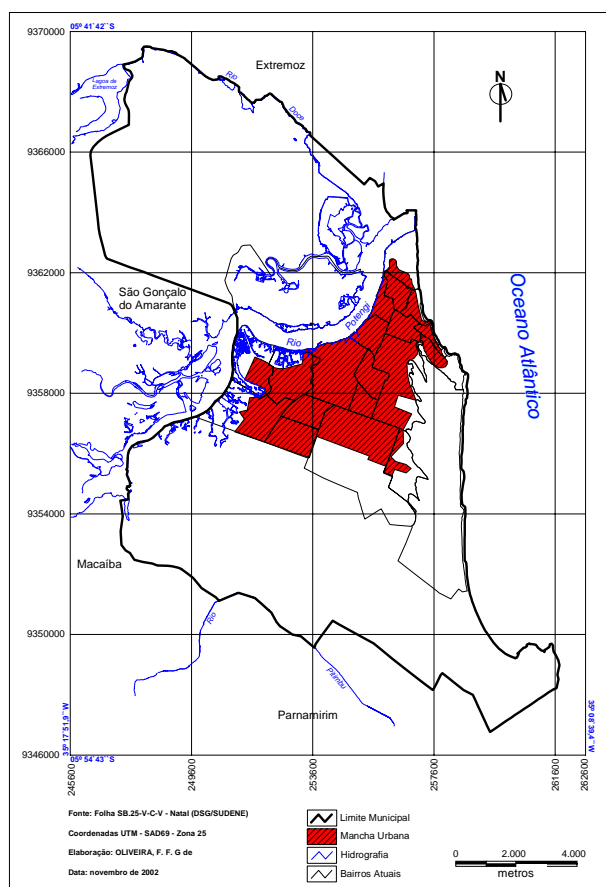 05º 41´ 42´´ S
9370000
Extremoz
Lagoa de
Extremoz
Rio
Doce
N
9366000
9362000
São Gonçalo
do Amarante
Potengi
Rio
Oceano Atlântico
9358000
9354000
Macaíba
9350000
Rio
Pitimbu
Parnamirim
9346000
35º 17´51,9´´ W
05º 54´ 43´´ S
35º 08´39,4´´ W
245600
249600
253600
257600
261600
262600
Fonte: Folha SB.25-V-C-V - Natal (DSG/SUDENE)
Coordenadas UTM - SAD69 - Zona 25
Elaboração: OLIVEIRA, F. F. G de
Data: novembro de 2002
Limite Municipal
Mancha Urbana
Hidrografia
Bairros Atuais
0 2.000 4.000
metros